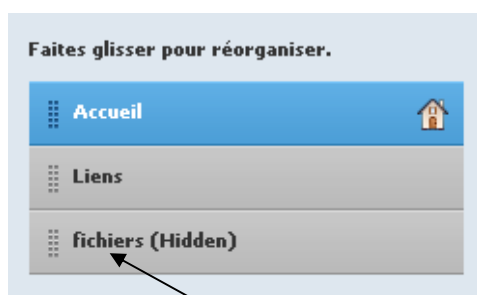 Faites glisser pour réorganiser.
Accueil
Liens
fichiers (Hidden)